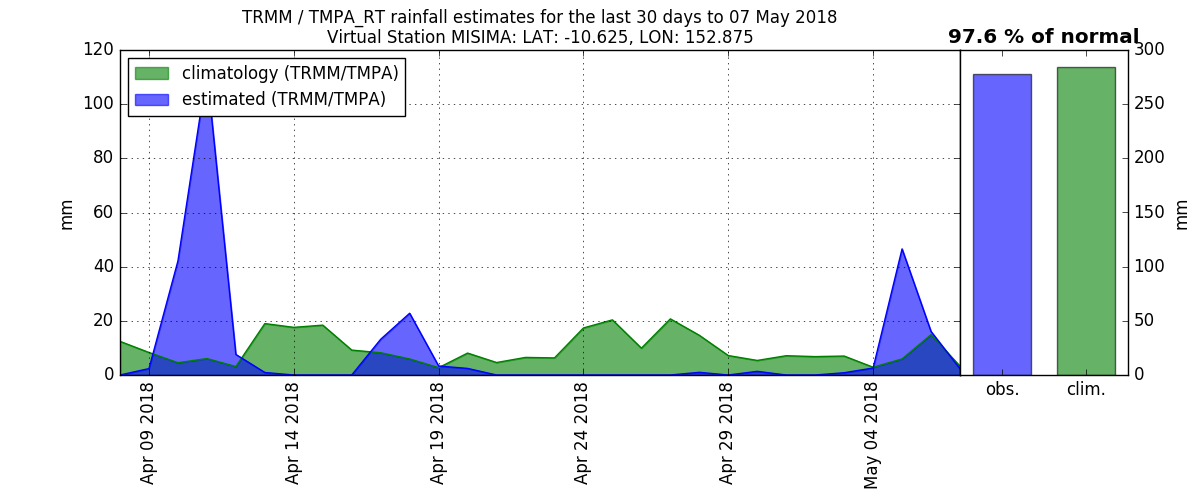 TRMM / TMPA_RT rainfall estimates for the last 30 days to 07 May 2018
Virtual Station MISIMA: LAT: -10.625, LON: 152.875
97.6 % of normal
climatology (TRMM/TMPA)
estimated (TRMM/TMPA)
120
100
80
60
40
20
0
mm
Apr 09 2018
Apr 14 2018
Apr 19 2018
Apr 24 2018
Apr 29 2018
May 04 2018
obs.
clim.
300
250
200
150
100
50
0
mm